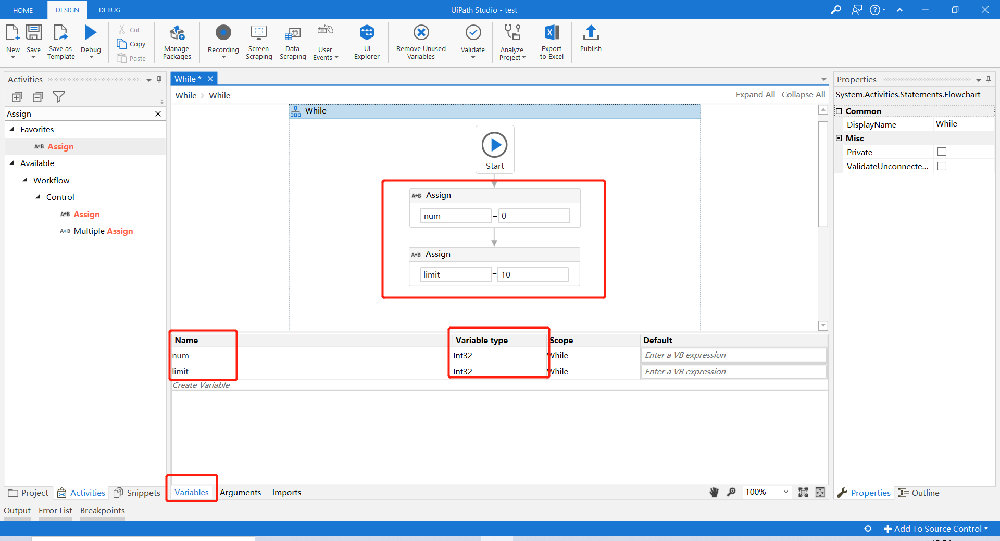 HOME DESIGN DEBUG UiPath Studio - test
New Save Save as Template Debug
Cut
Copy
Paste
Manage Packages
Recording
Screen Scraping
Data Scraping
User Events
UI Explorer
Remove Unused Variables
Validate
Analyze Project
Export to Excel
Publish
Activities
Assign
Favorites
A←B Assign
Available
Workflow
Control
A←B Assign
A←B Multiple Assign
While *
While > While
Expand All Collapse All
While
Start
A←B Assign
num = 0
A←B Assign
limit = 10
Name Variable type Scope Default
num Int32 While Enter a VB expression
limit Int32 While Enter a VB expression
Create Variable
Variables Arguments Imports
100%
Properties
System.Activities.Statements.Flowchart
Common
DisplayName While
Misc
Private
ValidateUnconnecte...
Project Activities Snippets
Properties Outline
Output Error List Breakpoints
Add To Source Control